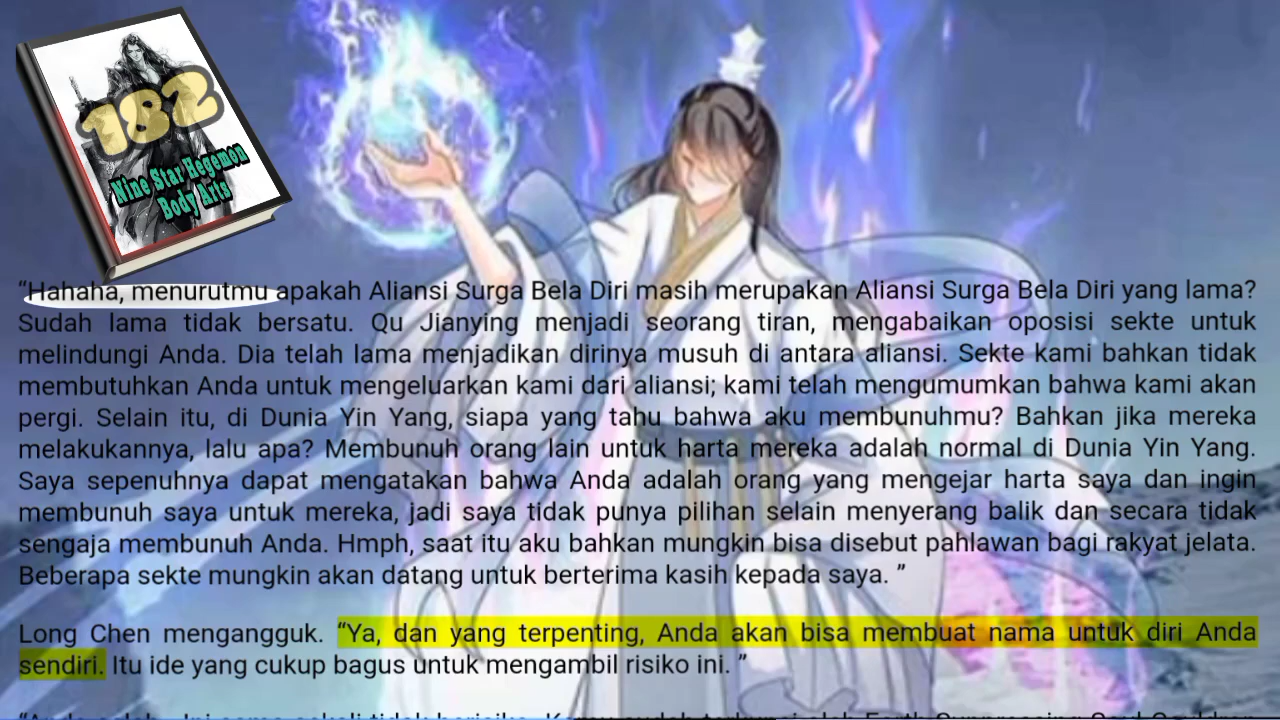 182
Nine Star Hegemon
Body Arts
“Hahaha, menurutmu apakah Aliansi Surga Bela Diri masih merupakan Aliansi Surga Bela Diri yang lama?
Sudah lama tidak bersatu. Qu Jianying menjadi seorang tiran, mengabaikan oposisi sekte untuk
melindungi Anda. Dia telah lama menjadikan dirinya musuh di antara aliansi. Sekte kami bahkan tidak
membutuhkan Anda untuk mengeluarkan kami dari aliansi; kami telah mengumumkan bahwa kami akan
pergi. Selain itu, di Dunia Yin Yang, siapa yang tahu bahwa aku membunuhmu? Bahkan jika mereka
melakukannya, lalu apa? Membunuh orang lain untuk harta mereka adalah normal di Dunia Yin Yang.
Saya sepenuhnya dapat mengatakan bahwa Anda adalah orang yang mengejar harta saya dan ingin
membunuh saya untuk mereka, jadi saya tidak punya pilihan selain menyerang balik dan secara tidak
sengaja membunuh Anda. Hmph, saat itu aku bahkan mungkin bisa disebut pahlawan bagi rakyat jelata.
Beberapa sekte mungkin akan datang untuk berterima kasih kepada saya. ”
Long Chen mengangguk. “Ya, dan yang terpenting, Anda akan bisa membuat nama untuk diri Anda
sendiri. Itu ide yang cukup bagus untuk mengambil risiko ini. ”